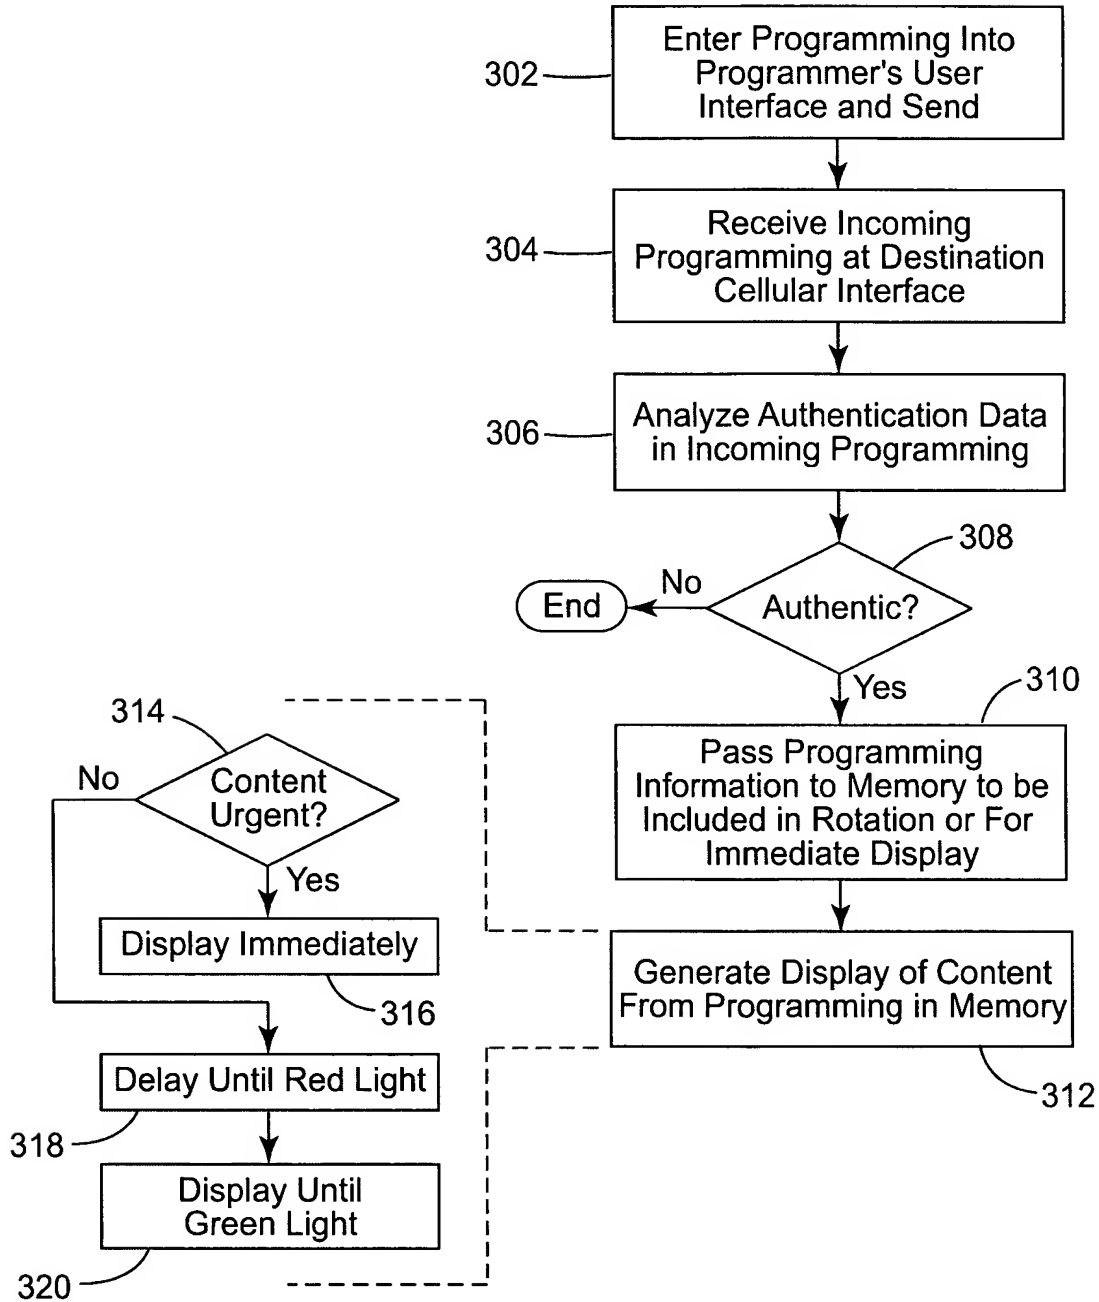 302
Enter Programming Into
Programmer's User
Interface and Send
304
Receive Incoming
Programming at Destination
Cellular Interface
306
Analyze Authentication Data
in Incoming Programming
308
Authentic?
No
End
Yes
310
Pass Programming
Information to Memory to be
Included in Rotation or For
Immediate Display
Generate Display of Content
From Programming in Memory
312
314
Content
Urgent?
No
Yes
Display Immediately
316
Delay Until Red Light
318
Display Until
Green Light
320